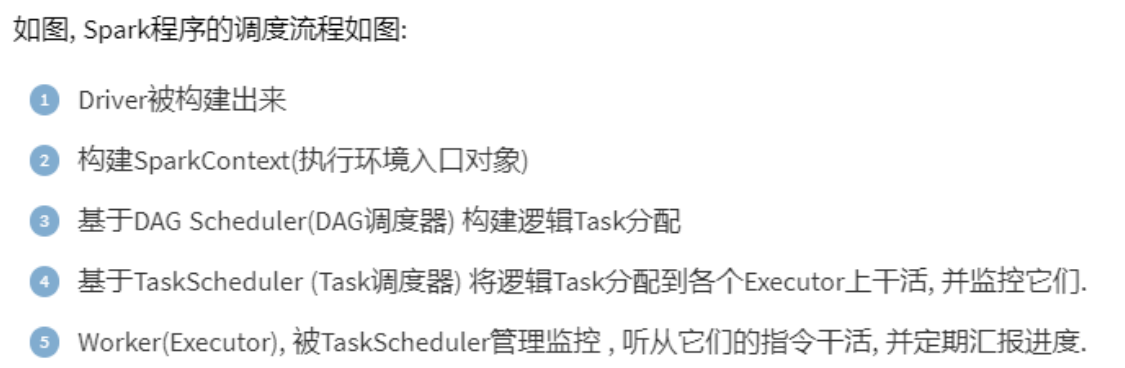 如图, Spark程序的调度流程如图:
1 Driver被构建出来
2 构建SparkContext(执行环境入口对象)
3 基于DAG Scheduler(DAG调度器) 构建逻辑Task分配
4 基于TaskScheduler (Task调度器) 将逻辑Task分配到各个Executor上干活, 并监控它们.
5 Worker(Executor), 被TaskScheduler管理监控 , 听从它们的指令干活, 并定期汇报进度.